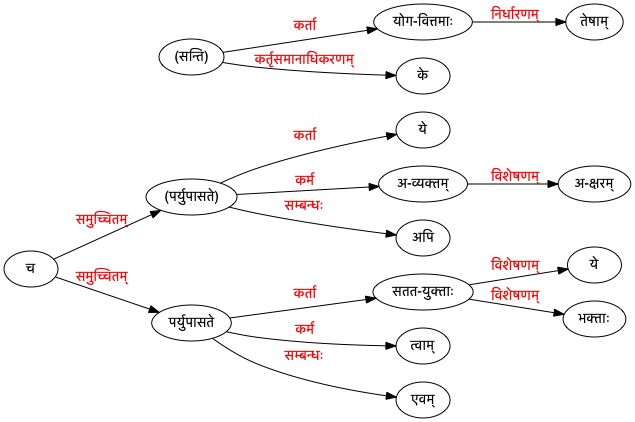 कर्ता
योग-वित्तमाः
निर्धारणम्
तेषाम्
(सन्ति)
कर्तृसमानाधिकरणम्
के
कर्ता
ये
(पर्युपासते)
कर्म
अ-व्यक्तम्
विशेषणम्
अ-क्षरम्
सम्बन्धः
अपि
समुच्चितम्
च
समुच्चितम्
पर्युपासते
कर्ता
सतत-युक्ताः
विशेषणम्
ये
विशेषणम्
भक्ताः
कर्म
त्वाम्
सम्बन्धः
एवम्